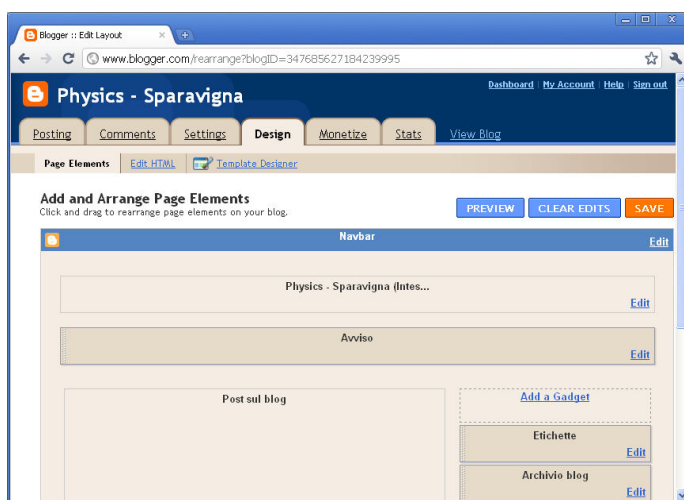 Blogger :: Edit Layout
www.blogger.com/rearrange?blogID=347685627184239995
Dashboard | My Account | Help | Sign out
Physics - Sparavigna
Posting Comments Settings Design Monetize Stats View Blog
Page Elements Edit HTML Template Designer
Add and Arrange Page Elements
Click and drag to rearrange page elements on your blog.
PREVIEW CLEAR EDITS SAVE
Navbar
Edit
Physics - Sparavigna (Intes...
Edit
Avviso
Edit
Post sul blog
Add a Gadget
Etichette
Edit
Archivio blog
Edit